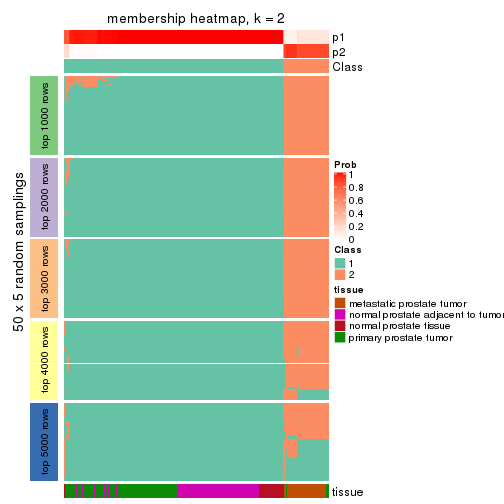 membership heatmap, k = 2
p1
p2
Class
50 x 5 random samplings
top 1000 rows
top 2000 rows
top 3000 rows
top 4000 rows
top 5000 rows
Prob
1
0.8
0.6
0.4
0.2
0
Class
1
2
tissue
metastatic prostate tumor
normal prostate adjacent to tumor
normal prostate tissue
primary prostate tumor
tissue